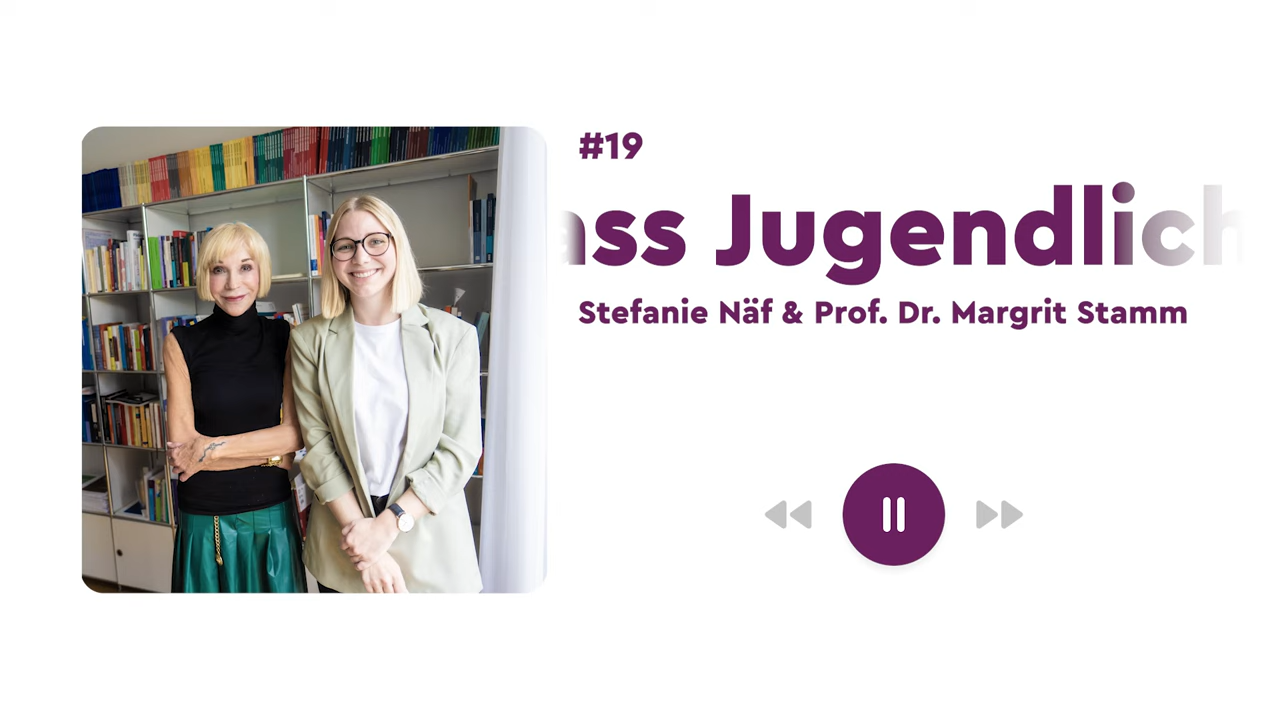 #19
ass Jugendlich
Stefanie Näf & Prof. Dr. Margrit Stamm